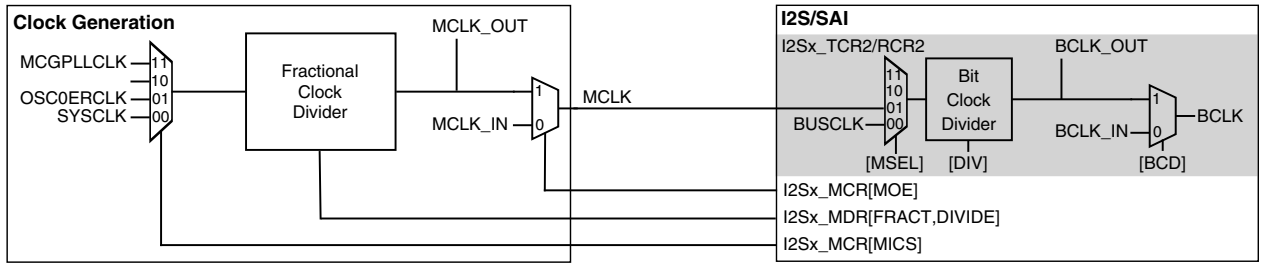 Clock Generation
MCGPLLCLK
OSC0ERCLK
SYSCLK
11
10
01
00
Fractional
Clock
Divider
MCLK_OUT
MCLK_IN
1
0
MCLK
I2S/SAI
I2Sx_TCR2/RCR2
BUSCLK
11
10
01
00
[MSEL]
Bit
Clock
Divider
[DIV]
BCLK_OUT
BCLK_IN
1
0
[BCD]
BCLK
I2Sx_MCR[MOE]
I2Sx_MDR[FRACT,DIVIDE]
I2Sx_MCR[MICS]